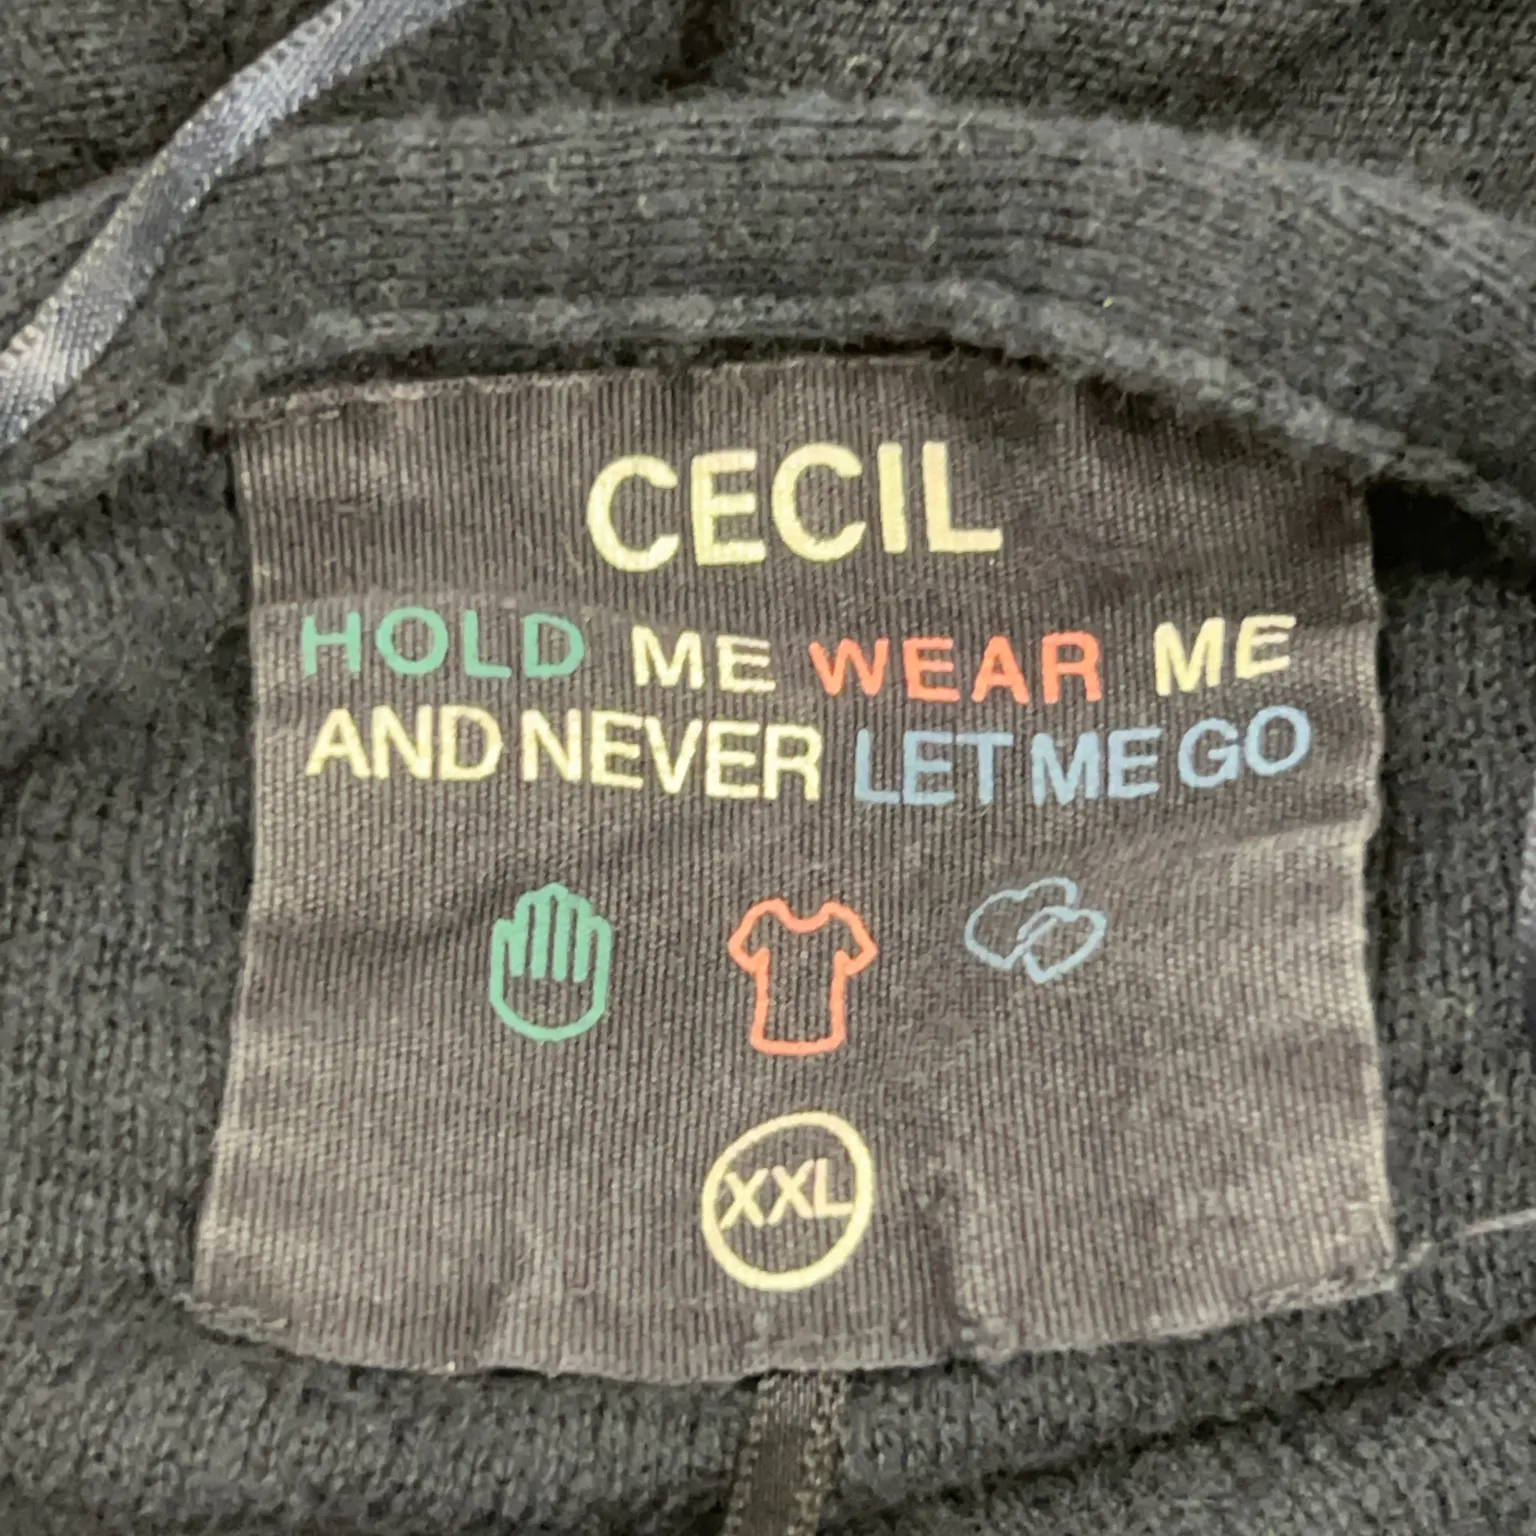 CECIL
HOLD ME WEAR ME
AND NEVER LET ME GO
XXL